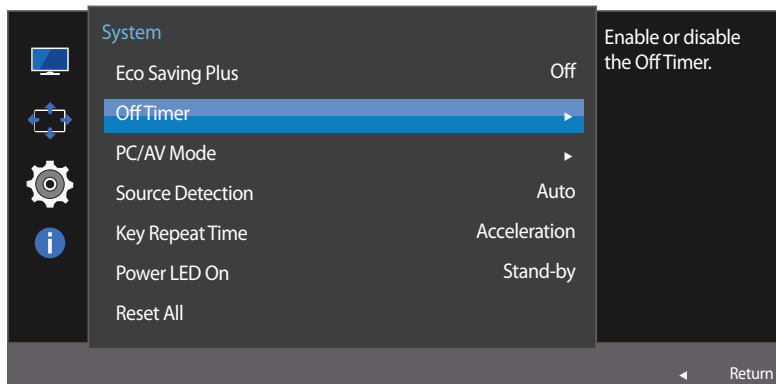 System
Eco Saving Plus Off
Off Timer ▸
PC/AV Mode ▸
Source Detection Auto
Key Repeat Time Acceleration
Power LED On Stand-by
Reset All
Enable or disable
the Off Timer.
◂ Return